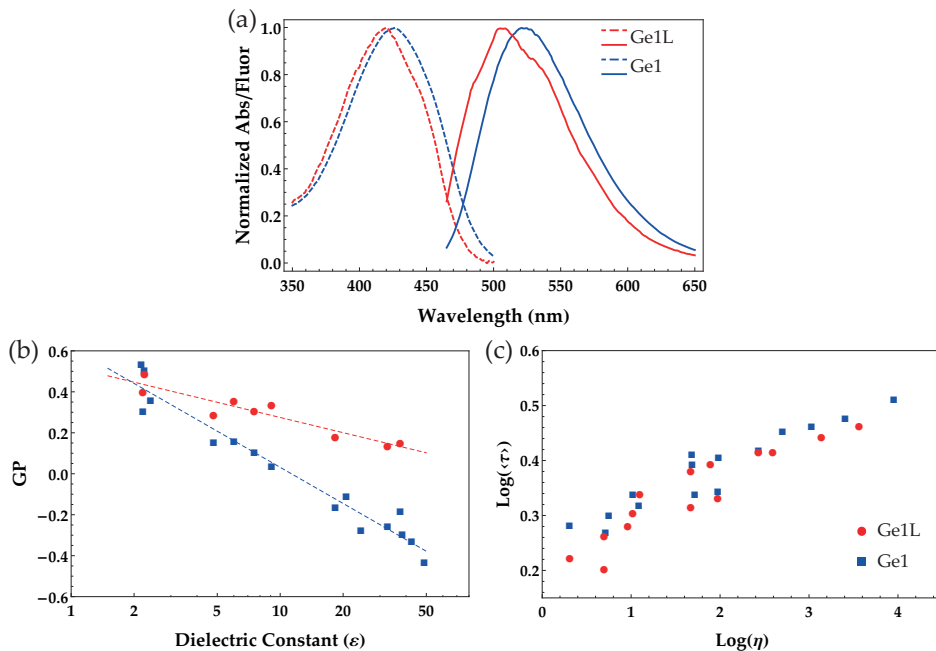 (a)
Normalized Abs/Fluor
1.0
0.8
0.6
0.4
0.2
0.0
Ge1L
Ge1
350 400 450 500 550 600 650
Wavelength (nm)
(b)
GP
0.6
0.4
0.2
0.0
−0.2
−0.4
−0.6
1 2 5 10 20 50
Dielectric Constant (ε)
(c)
Log(‹τ›)
0.6
0.5
0.4
0.3
0.2
Ge1L
Ge1
0 1 2 3 4
Log(η)